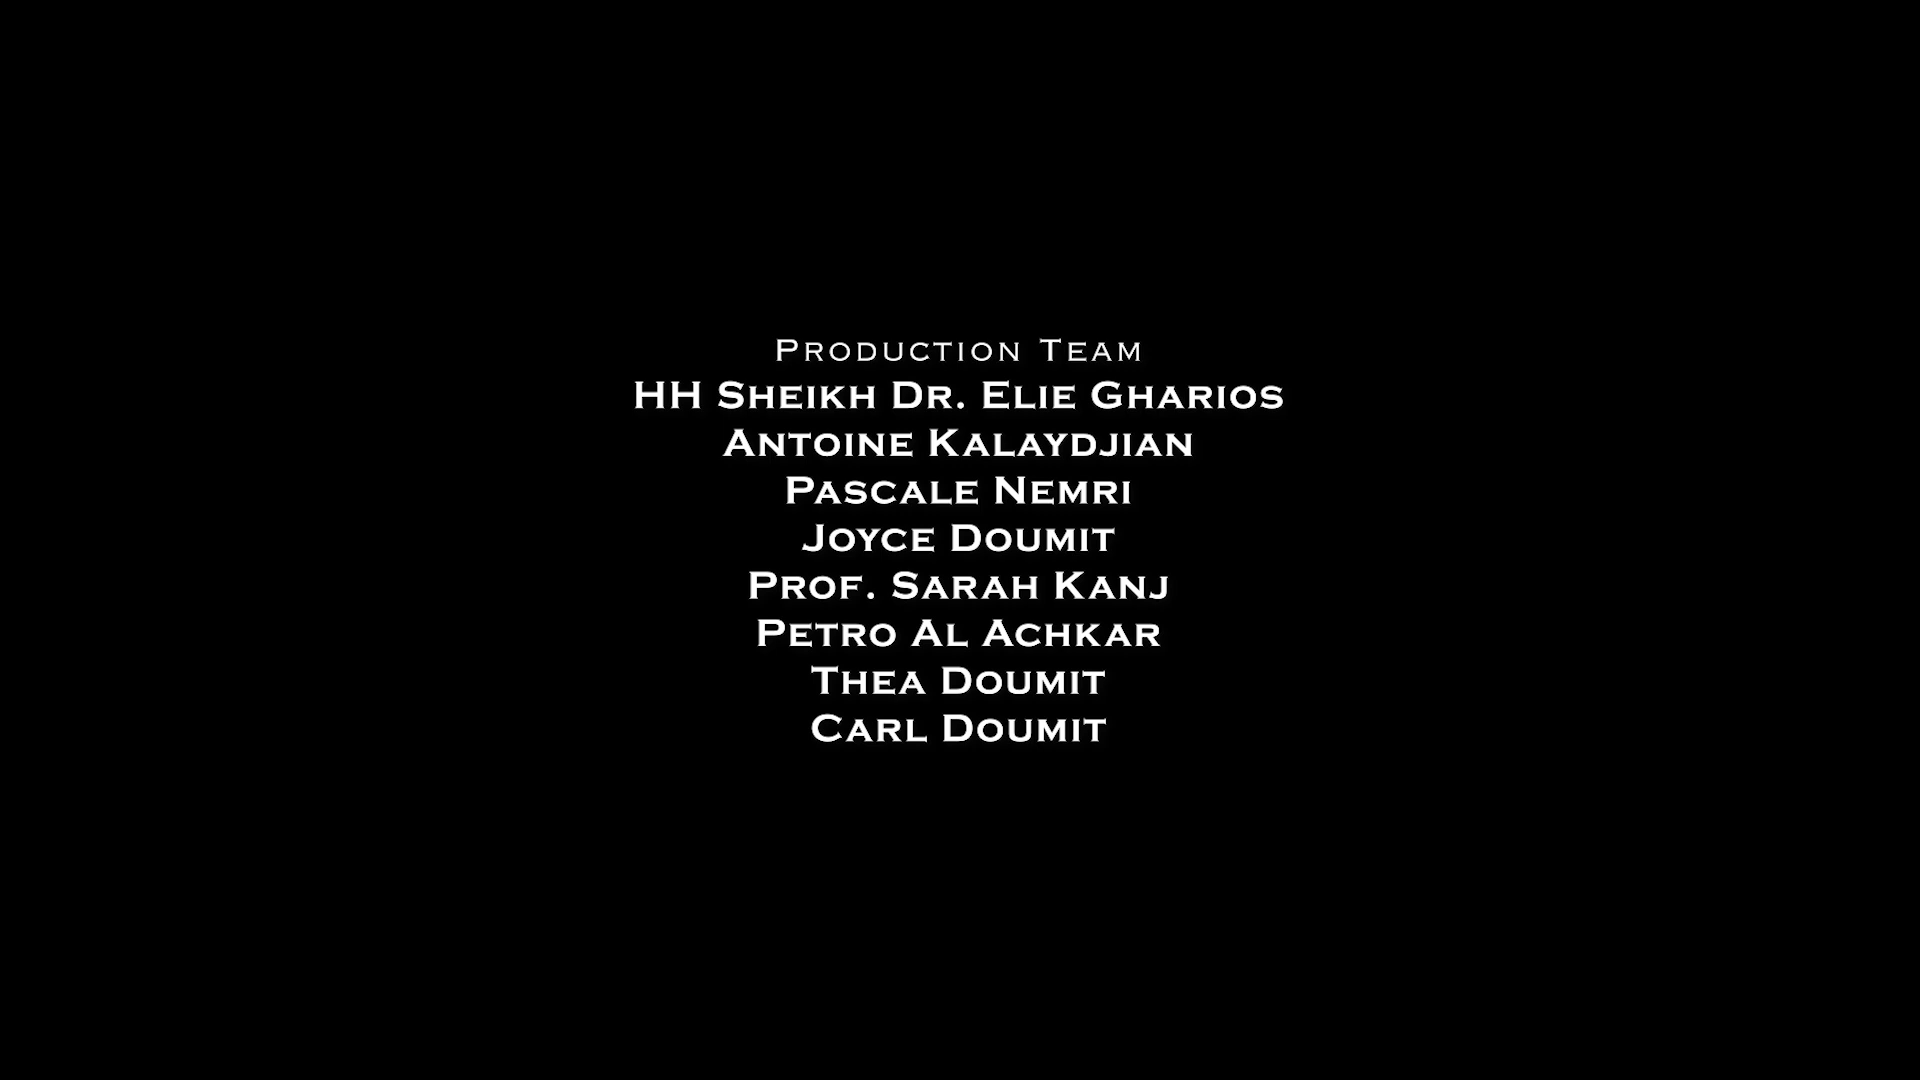 Production Team
HH Sheikh Dr. Elie Gharios
Antoine Kalaydjian
Pascale Nemri
Joyce Doumit
Prof. Sarah Kanj
Petro Al Achkar
Thea Doumit
Carl Doumit